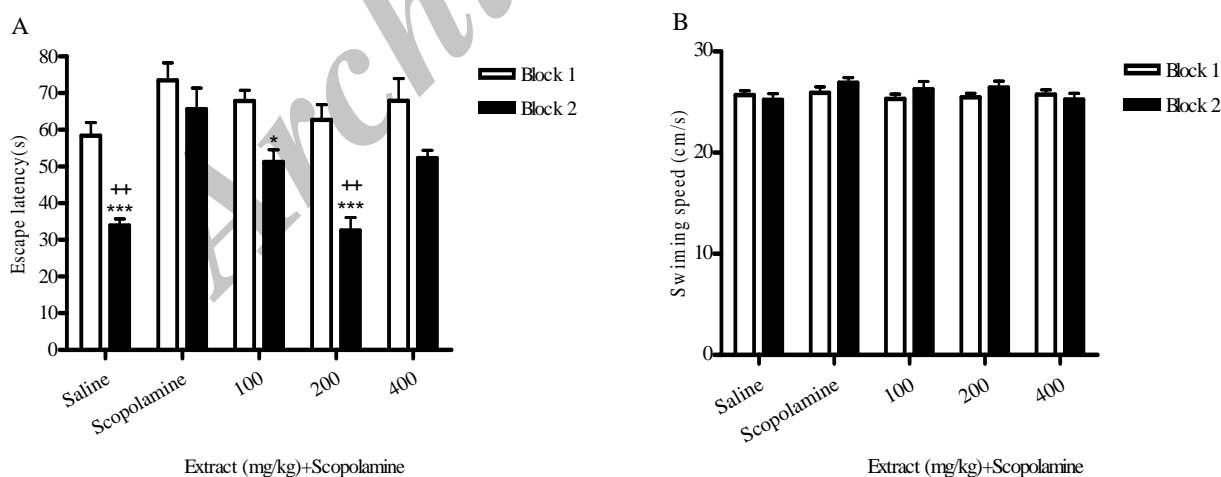 A
80
70
60
50
40
30
20
10
0
Escape latency(s)
Block 1
Block 2
++
***
*
++
***
Saline
Scopolamine
100
200
400
Extract (mg/kg)+Scopolamine
Arch
B
30
20
10
0
Swiming speed (cm/s)
Block 1
Block 2
Saline
Scopolamine
100
200
400
Extract (mg/kg)+Scopolamine